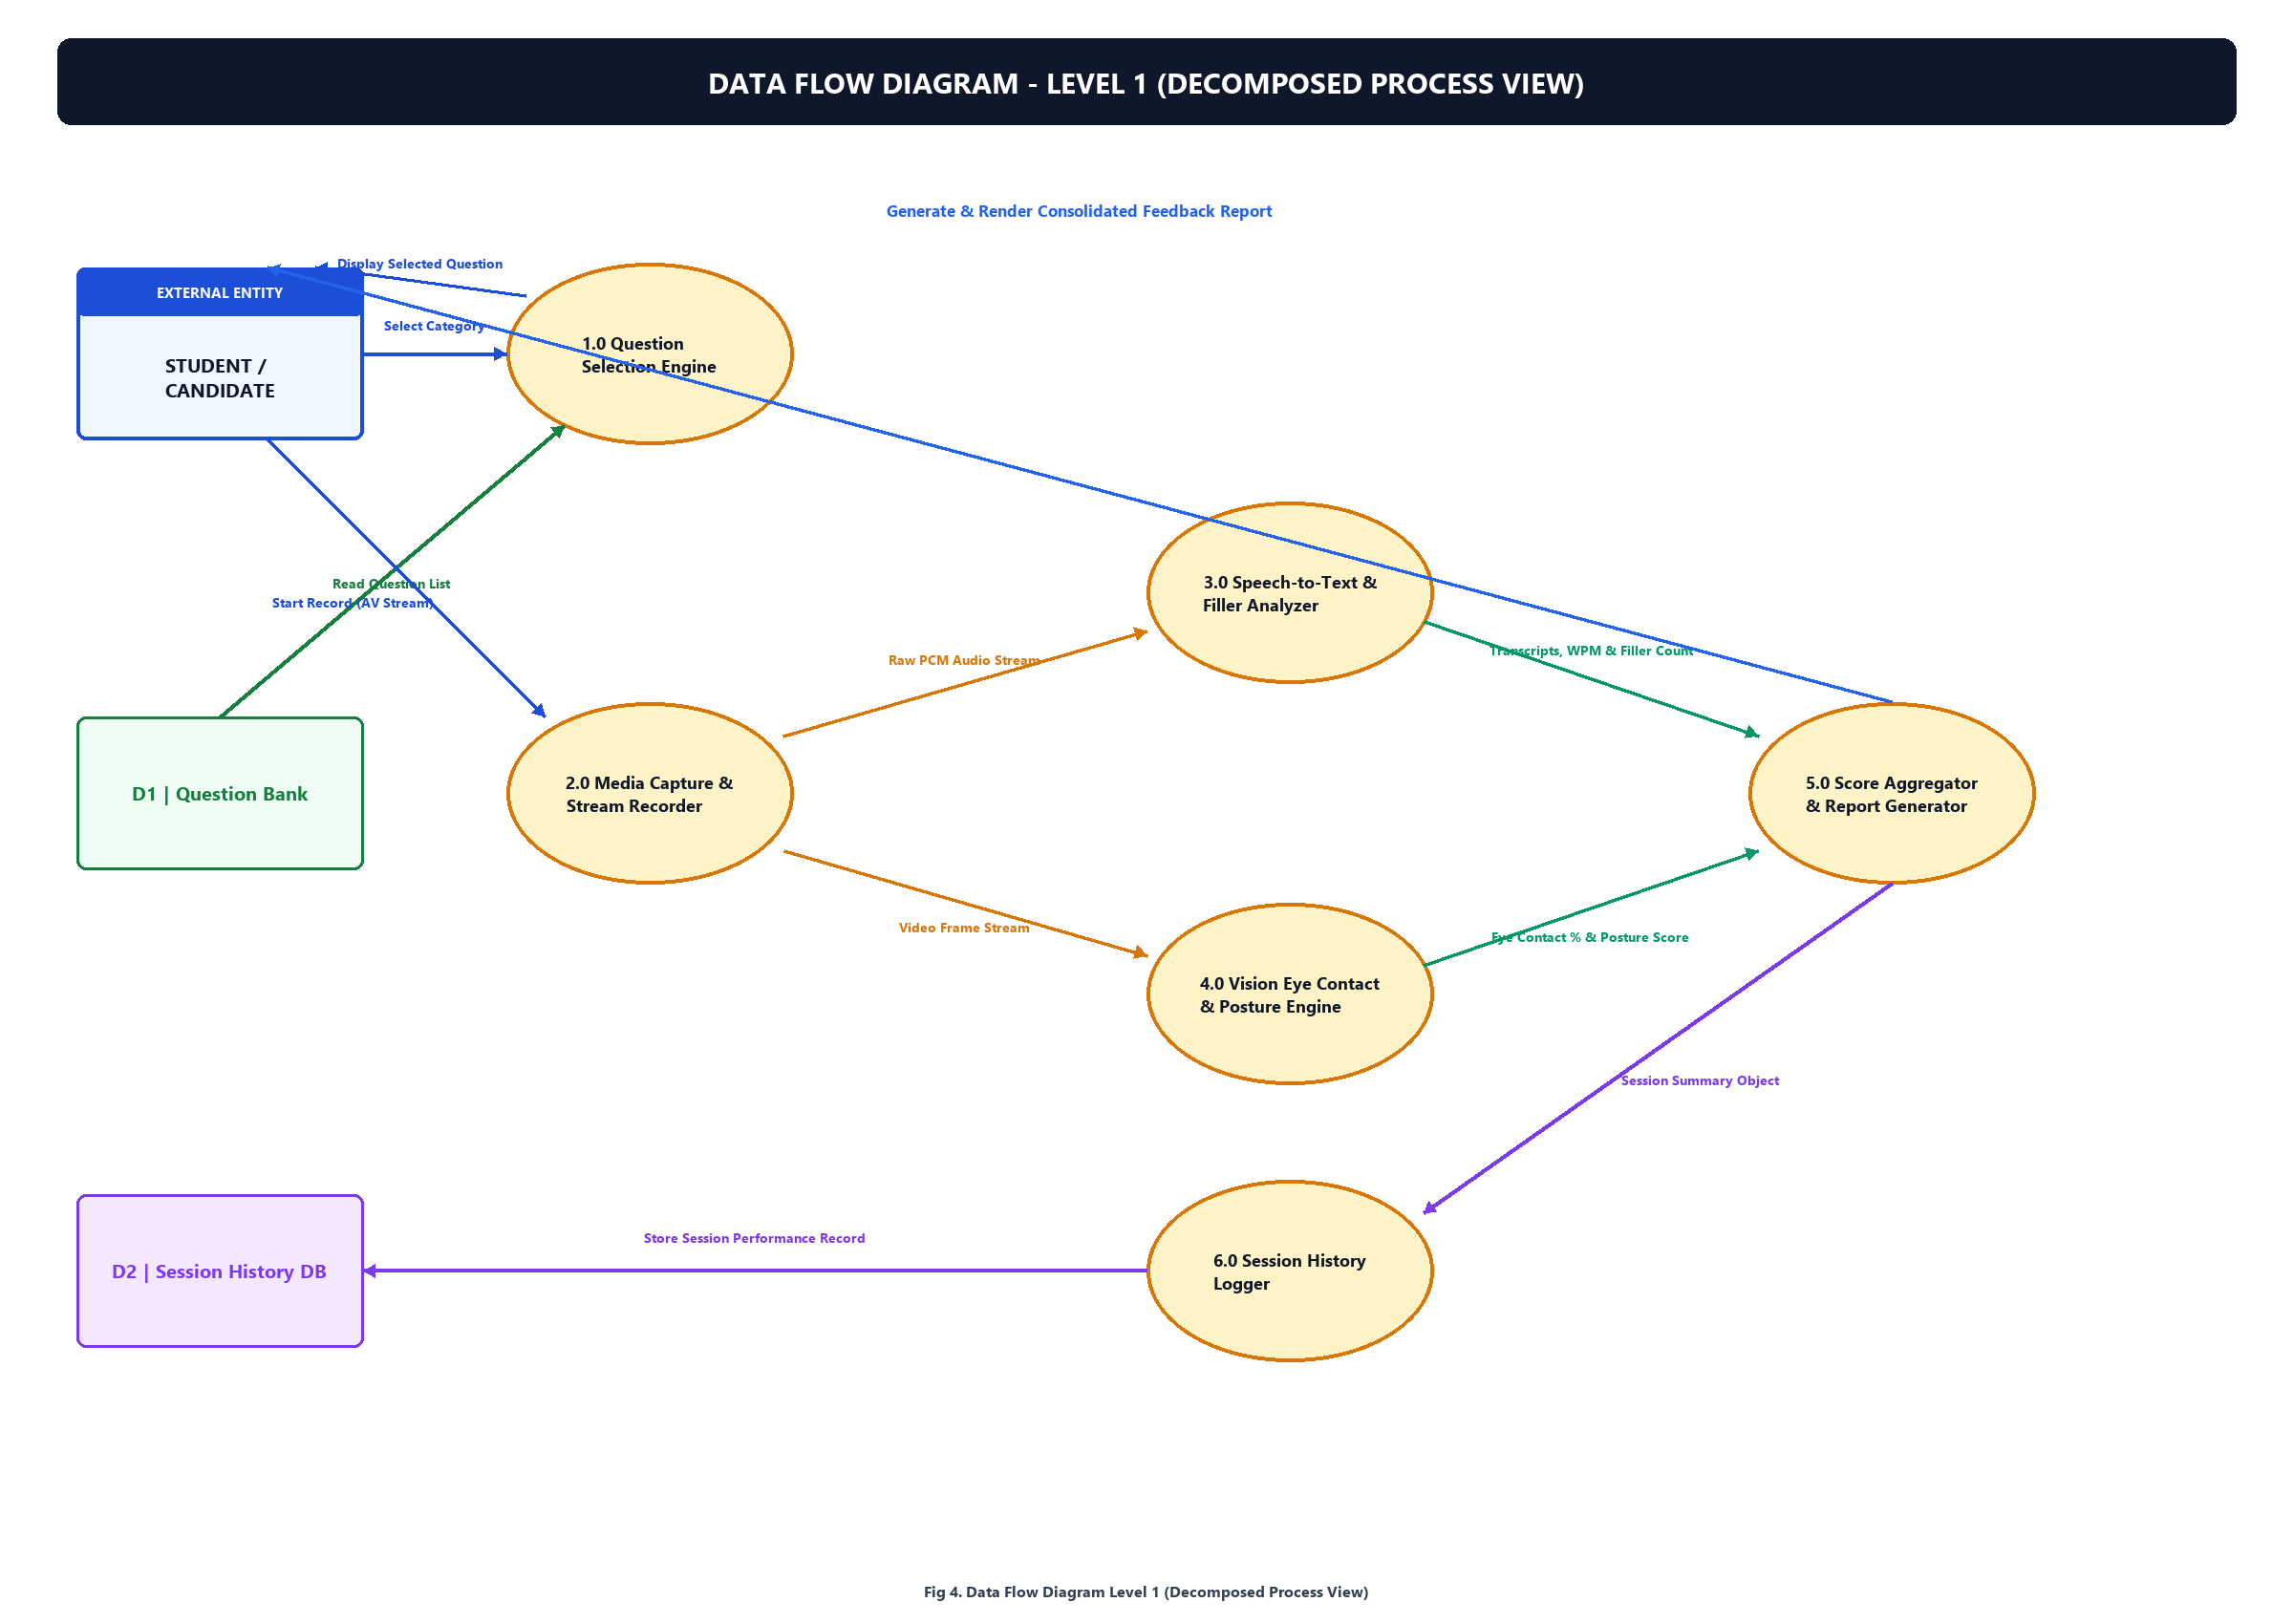 DATA FLOW DIAGRAM - LEVEL 1 (DECOMPOSED PROCESS VIEW)
Generate & Render Consolidated Feedback Report
Display Selected Question
EXTERNAL ENTITY
Select Category
STUDENT /
CANDIDATE
1.0 Question
Selection Engine
Read Question List
Start Record (AV Stream)
3.0 Speech-to-Text &
Filler Analyzer
Raw PCM Audio Stream
Transcripts, WPM & Filler Count
D1 | Question Bank
2.0 Media Capture &
Stream Recorder
5.0 Score Aggregator
& Report Generator
Video Frame Stream
Eye Contact % & Posture Score
4.0 Vision Eye Contact
& Posture Engine
Session Summary Object
Store Session Performance Record
D2 | Session History DB
6.0 Session History
Logger
Fig 4. Data Flow Diagram Level 1 (Decomposed Process View)